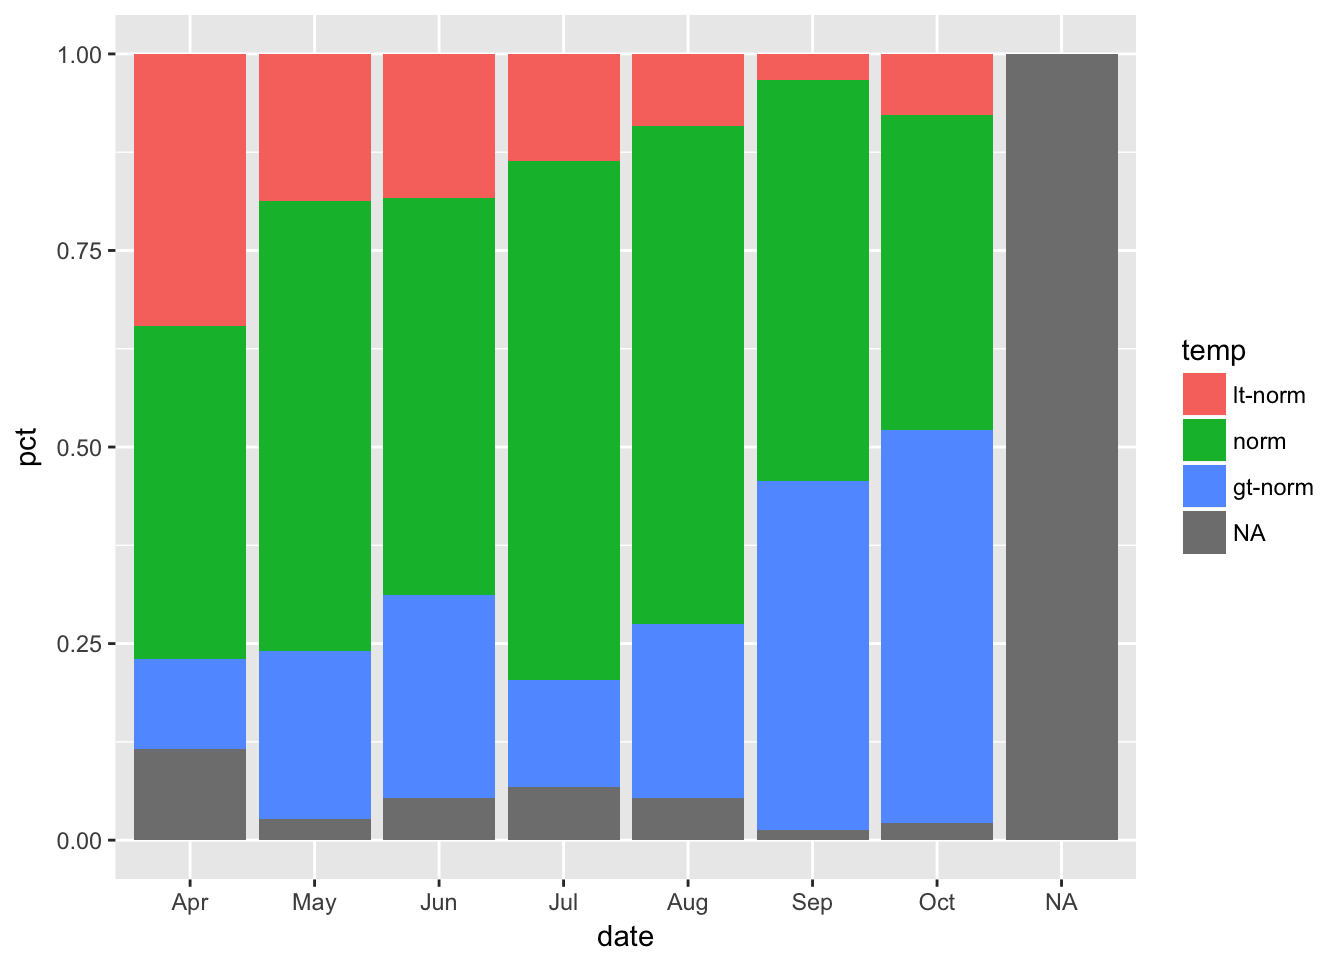 1.00
0.75
0.50
0.25
0.00
pct
Apr May Jun Jul Aug Sep Oct NA
date
temp
lt-norm
norm
gt-norm
NA